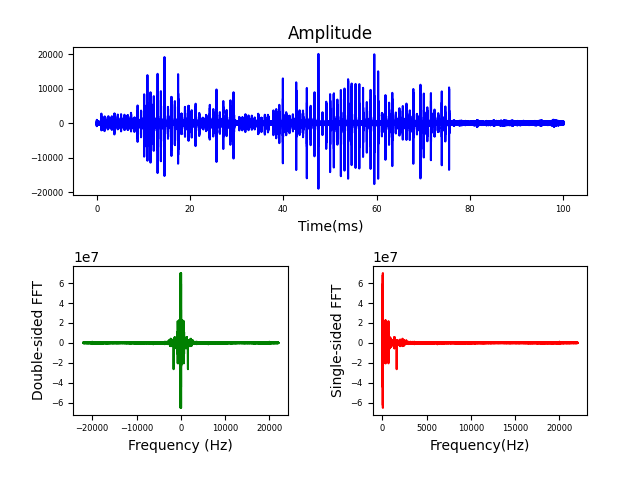 Amplitude
20000
10000
0
−10000
−20000
0 20 40 60 80 100
Time(ms)
1e7
6
4
2
0
−2
−4
−6
Double-sided FFT
−20000 −10000 0 10000 20000
Frequency (Hz)
1e7
6
4
2
0
−2
−4
−6
Single-sided FFT
0 5000 10000 15000 20000
Frequency(Hz)